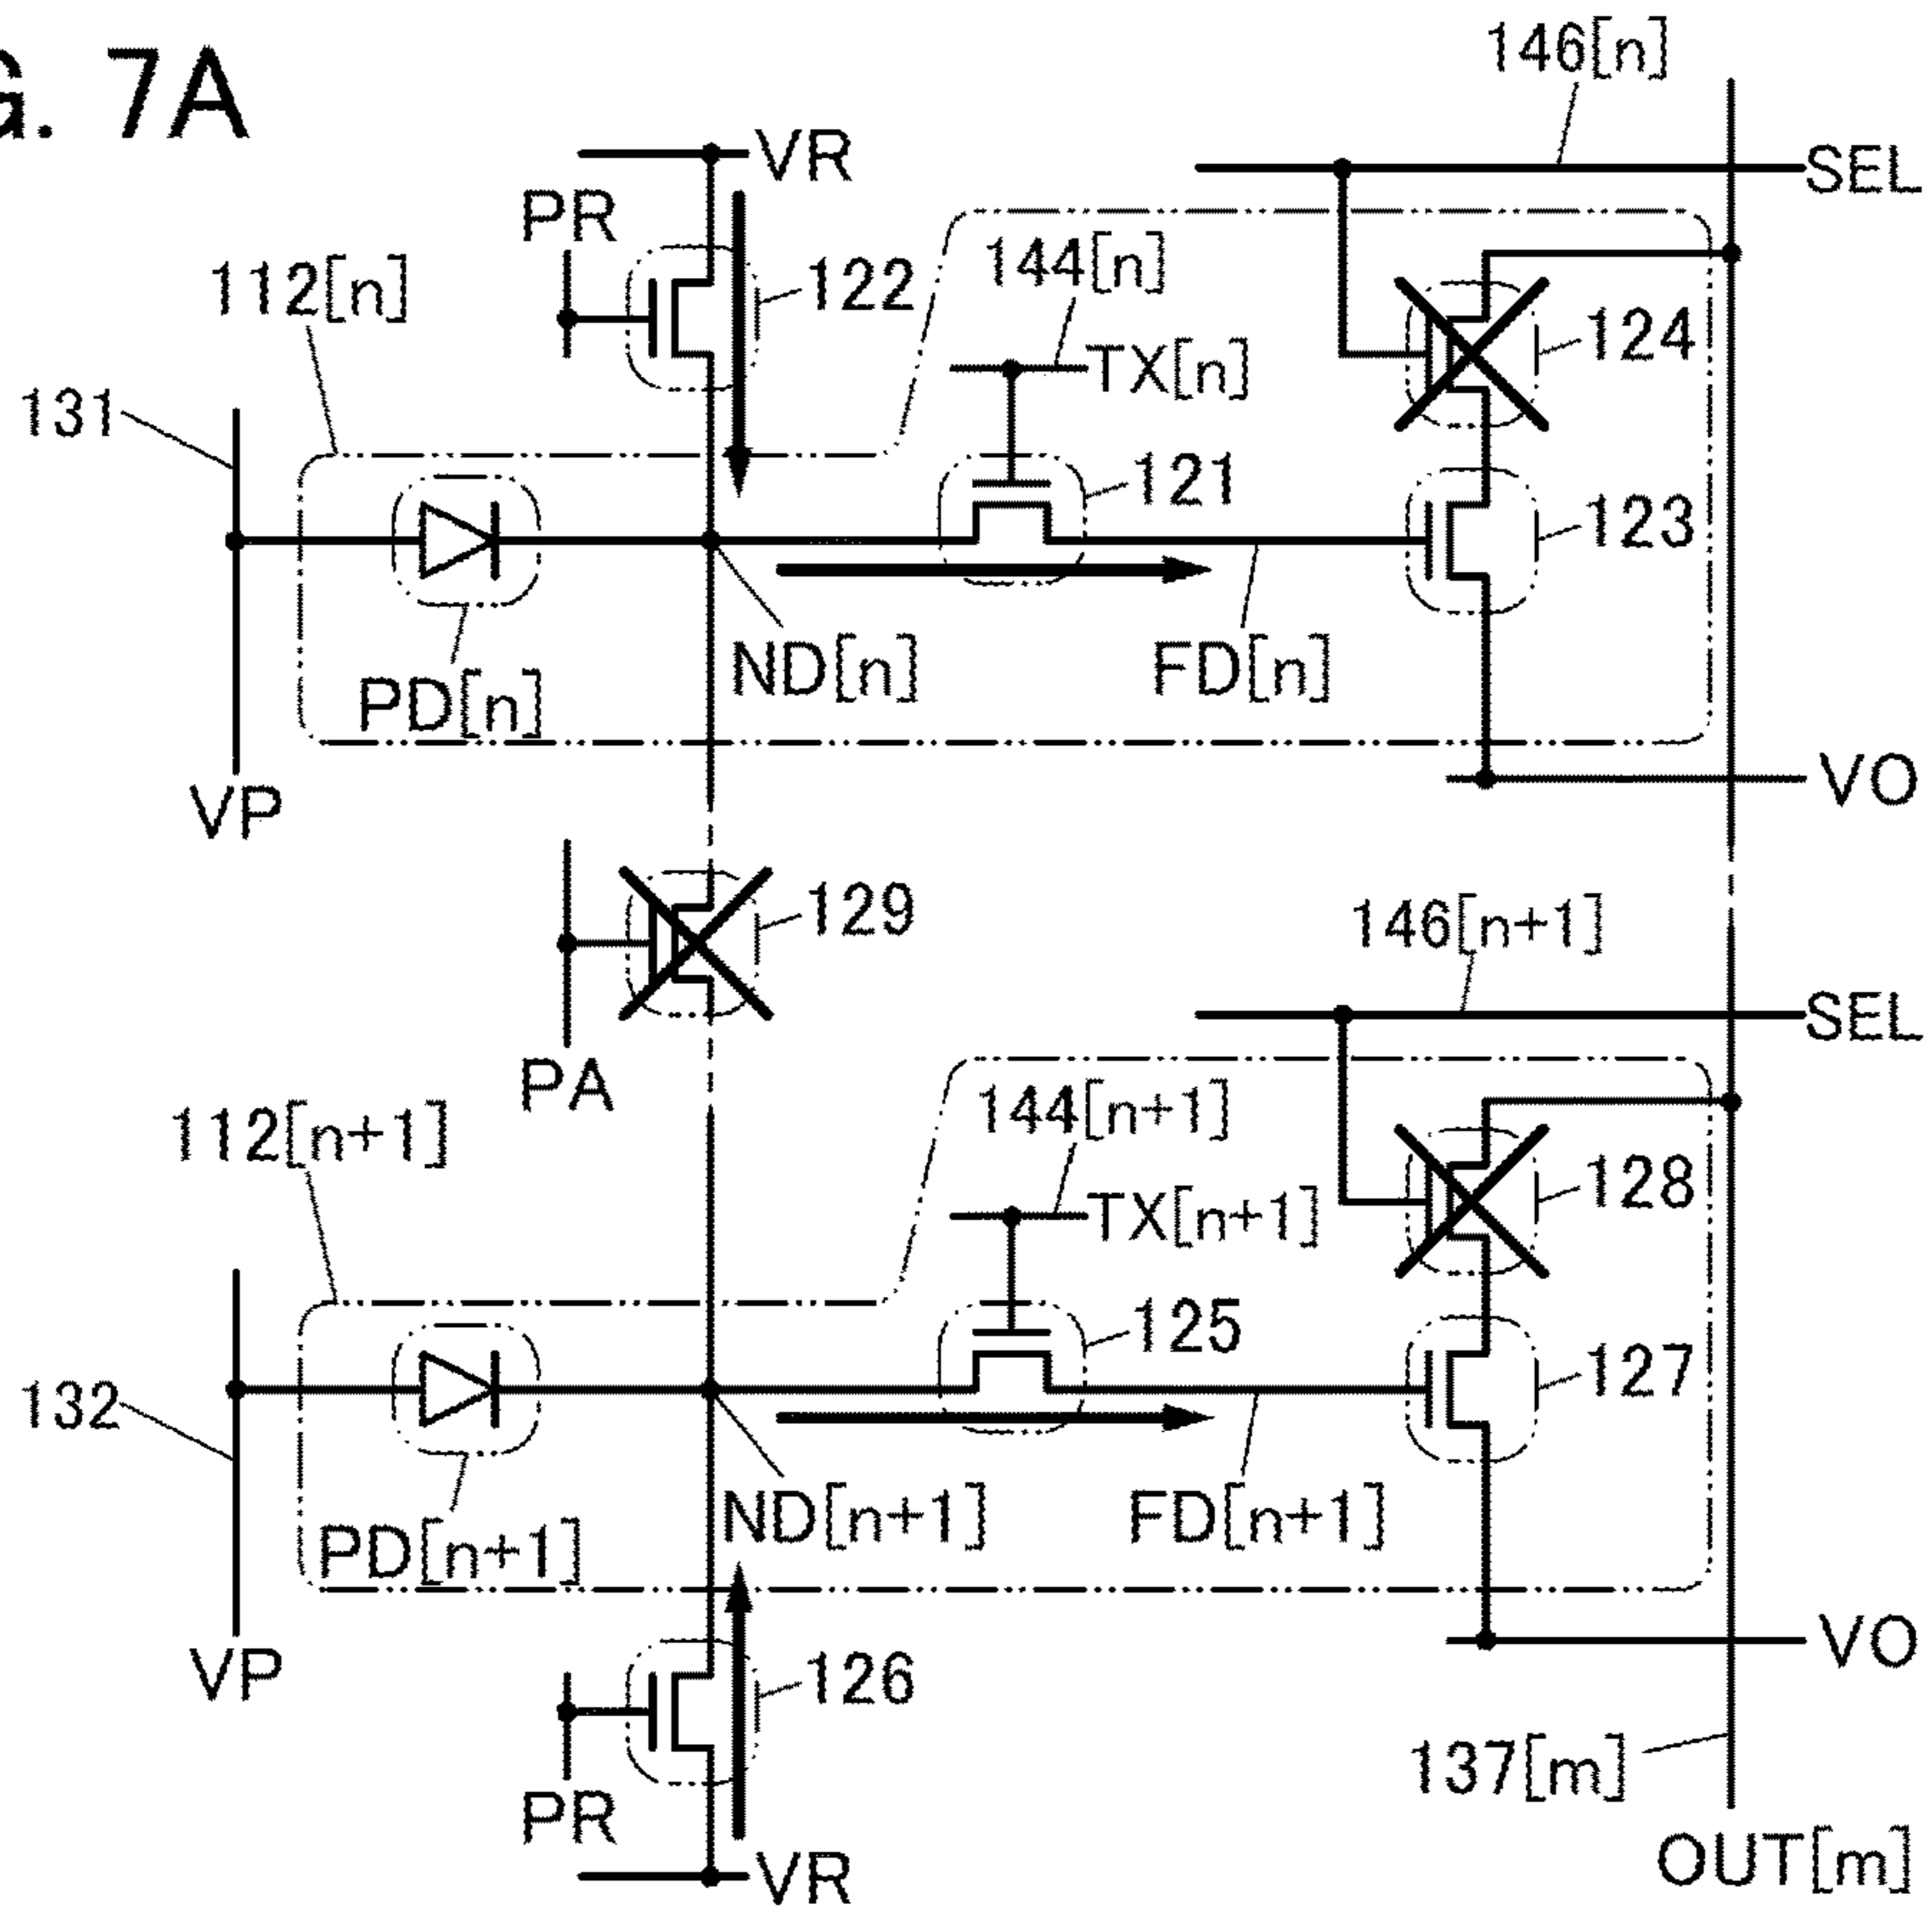 G. 7A
146[n]
VR
SEL
PR
122
144[n]
112[n]
124
TX[n]
131
121
123
ND[n]
FD[n]
PD[n]
VP
VO
129
146[n+1]
SEL
PA
144[n+1]
112[n+1]
128
TX[n+1]
125
127
132
ND[n+1]
FD[n+1]
PD[n+1]
VP
VO
126
137[m]
PR
VR
OUT[m]